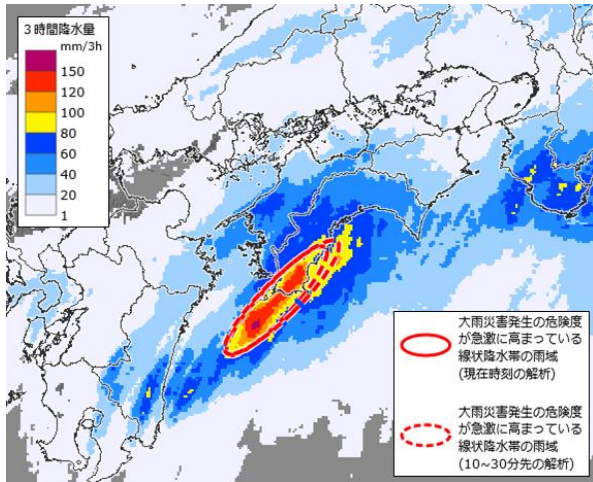 3時間降水量
mm/3h
150
120
100
80
60
40
20
1
大雨災害発生の危険度
が急激に高まっている
線状降水帯の雨域
(現在時刻の解析)
大雨災害発生の危険度
が急激に高まっている
線状降水帯の雨域
(10~30分先の解析)